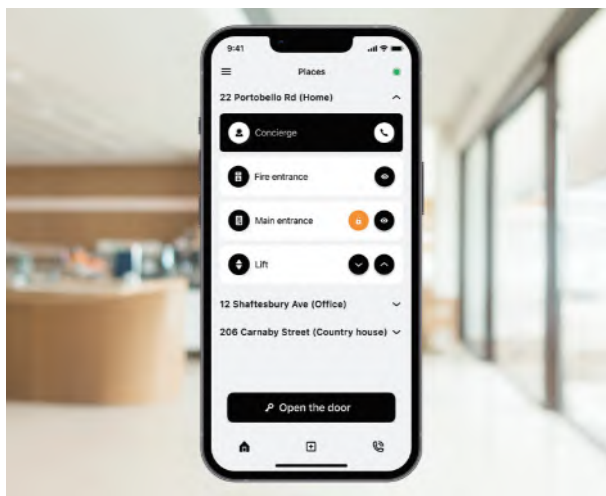 9:41
Places
22 Portobello Rd (Home)
Concierge
Fire entrance
Main entrance
Lift
12 Shaftesbury Ave (Office)
206 Carnaby Street (Country house)
Open the door